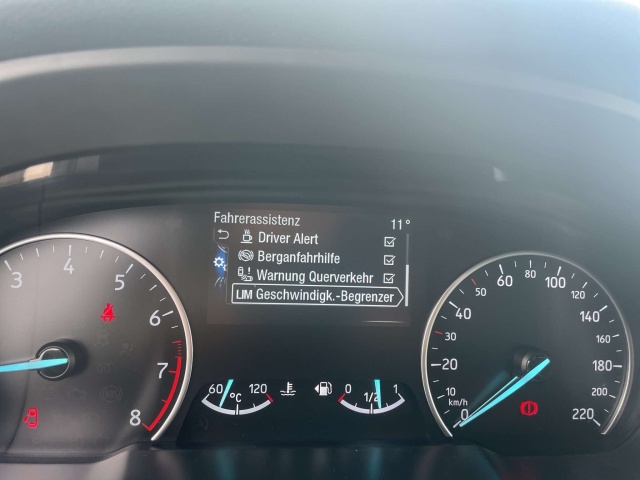 Fahrerassistenz 11°
Driver Alert
Berganfahrhilfe
Warnung Querverkehr
LIM Geschwindigk.-Begrenzer
3 4 5 6 7 8
60 °C 120
0 1/2 1
0 10 20 30 40 50 60 80 100 120 140 180 200 220
km/h